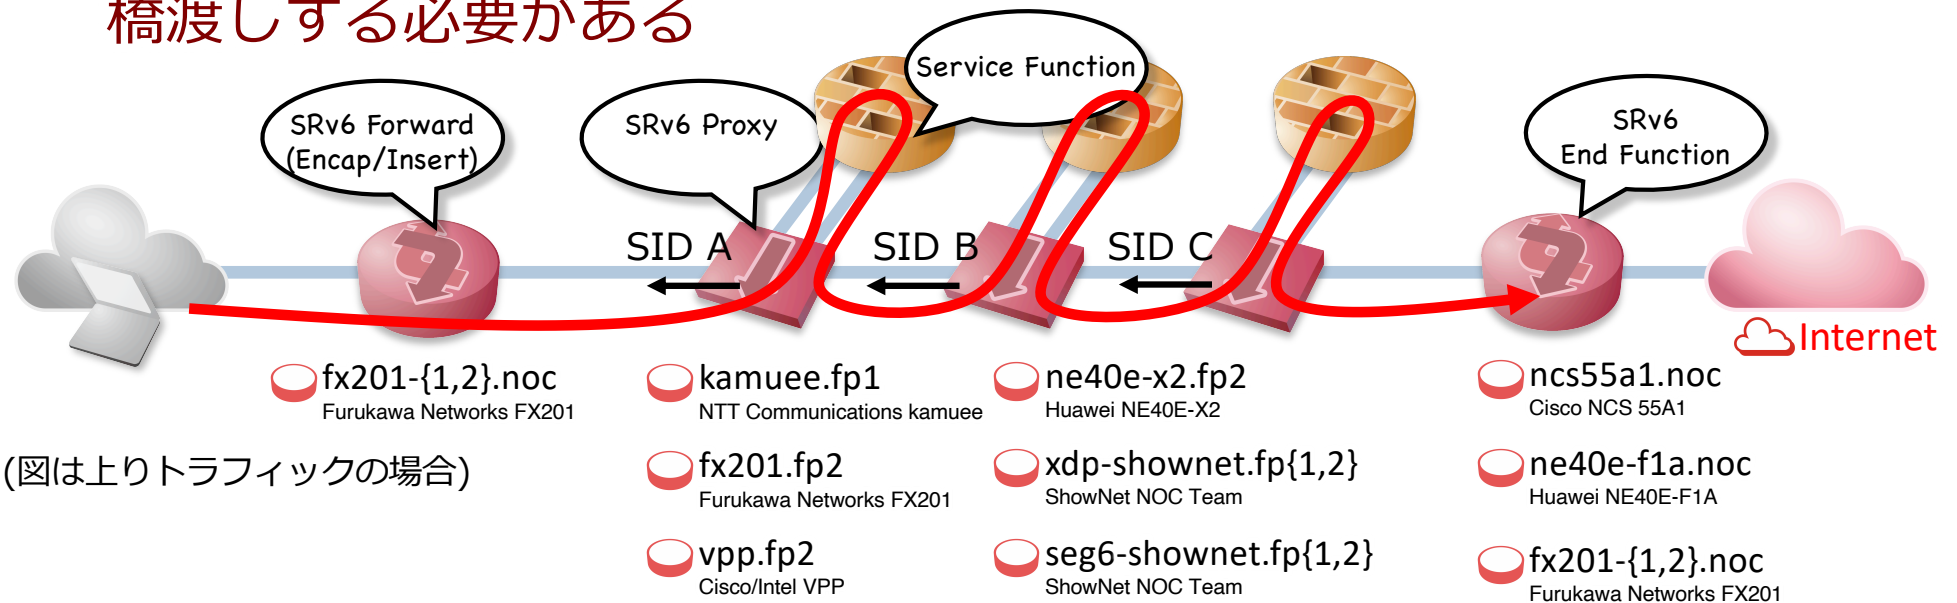 橋渡しする必要がある
Service Function
SRv6 Forward
(Encap/Insert)
SRv6 Proxy
SRv6
End Function
SID A
SID B
SID C
Internet
fx201-{1,2}.noc
Furukawa Networks FX201
kamuee.fp1
NTT Communications kamuee
ne40e-x2.fp2
Huawei NE40E-X2
ncs55a1.noc
Cisco NCS 55A1
(図は上りトラフィックの場合)
fx201.fp2
Furukawa Networks FX201
xdp-shownet.fp{1,2}
ShowNet NOC Team
ne40e-f1a.noc
Huawei NE40E-F1A
vpp.fp2
Cisco/Intel VPP
seg6-shownet.fp{1,2}
ShowNet NOC Team
fx201-{1,2}.noc
Furukawa Networks FX201